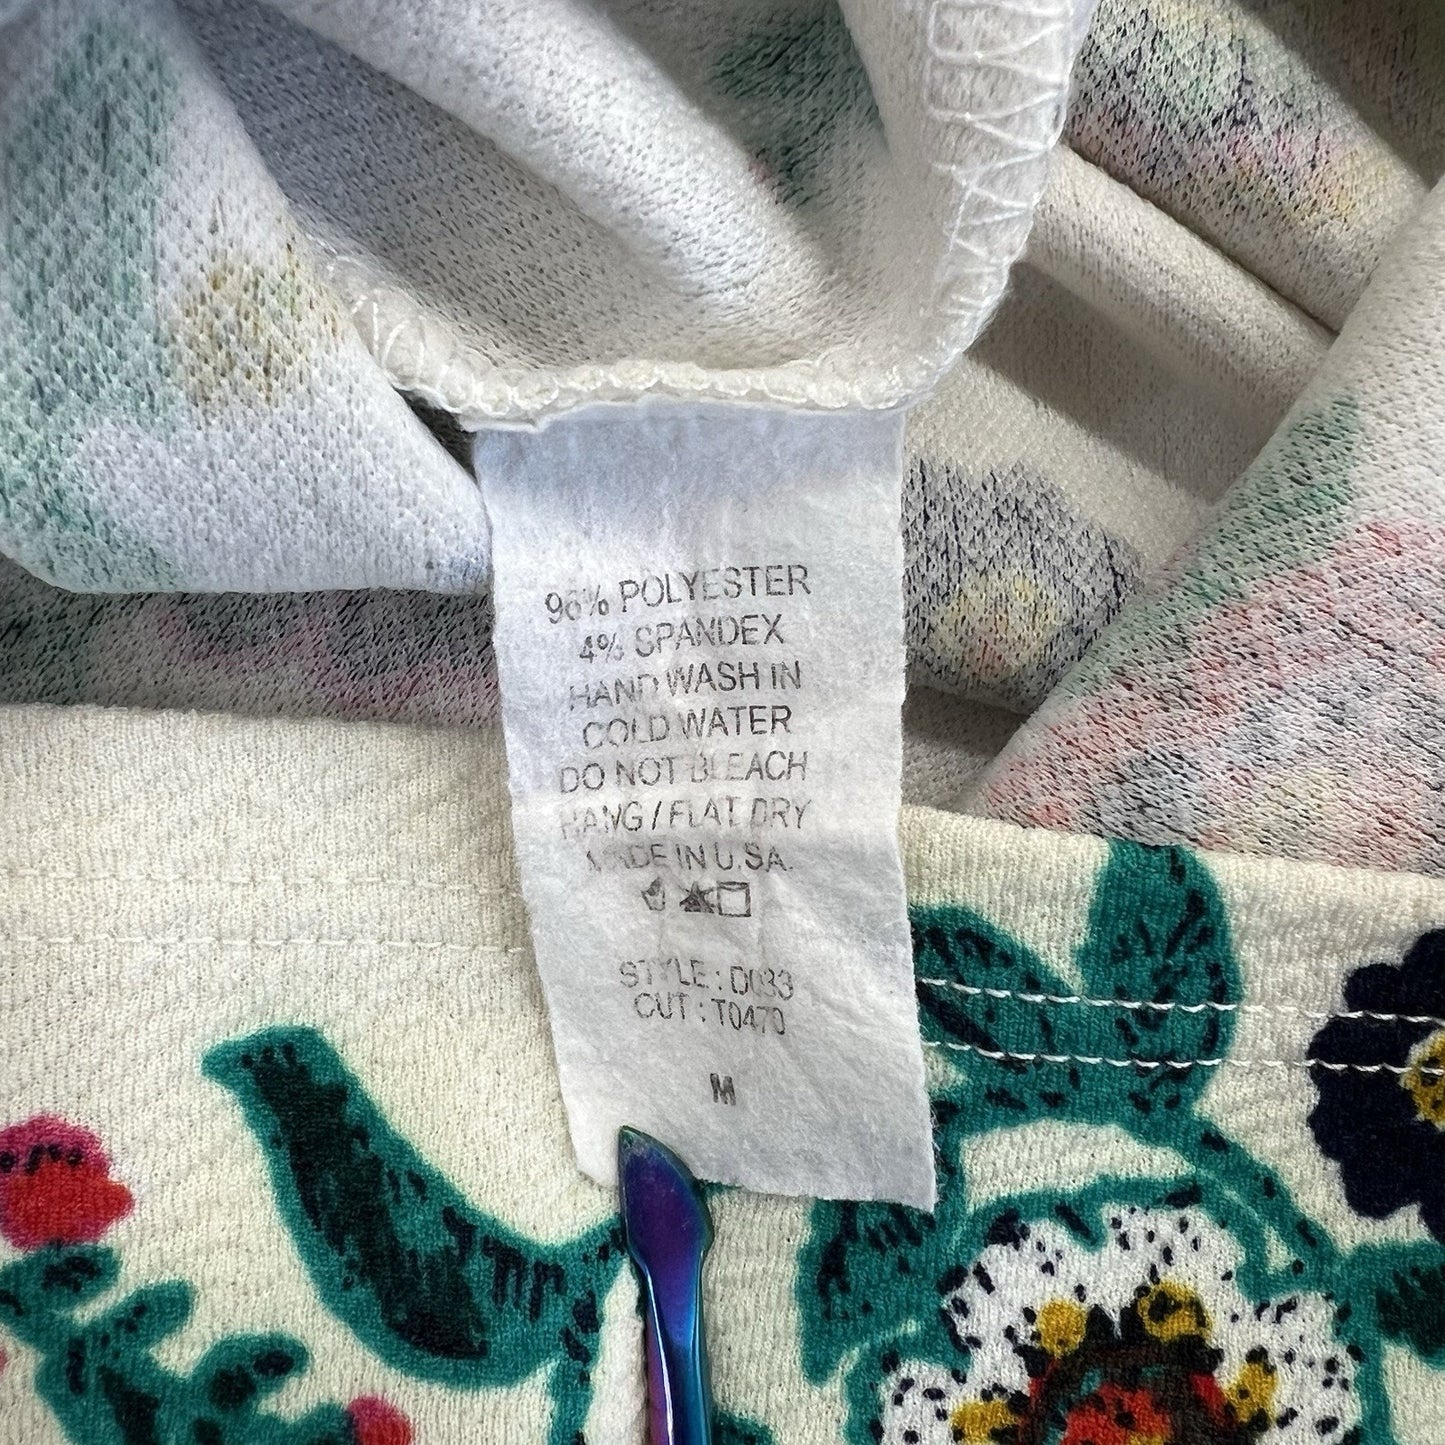 96% POLYESTER
4% SPANDEX
HAND WASH IN
COLD WATER
DO NOT BLEACH
HANG / FLAT DRY
MADE IN U.S.A.
STYLE : D033
CUT : T0470
M